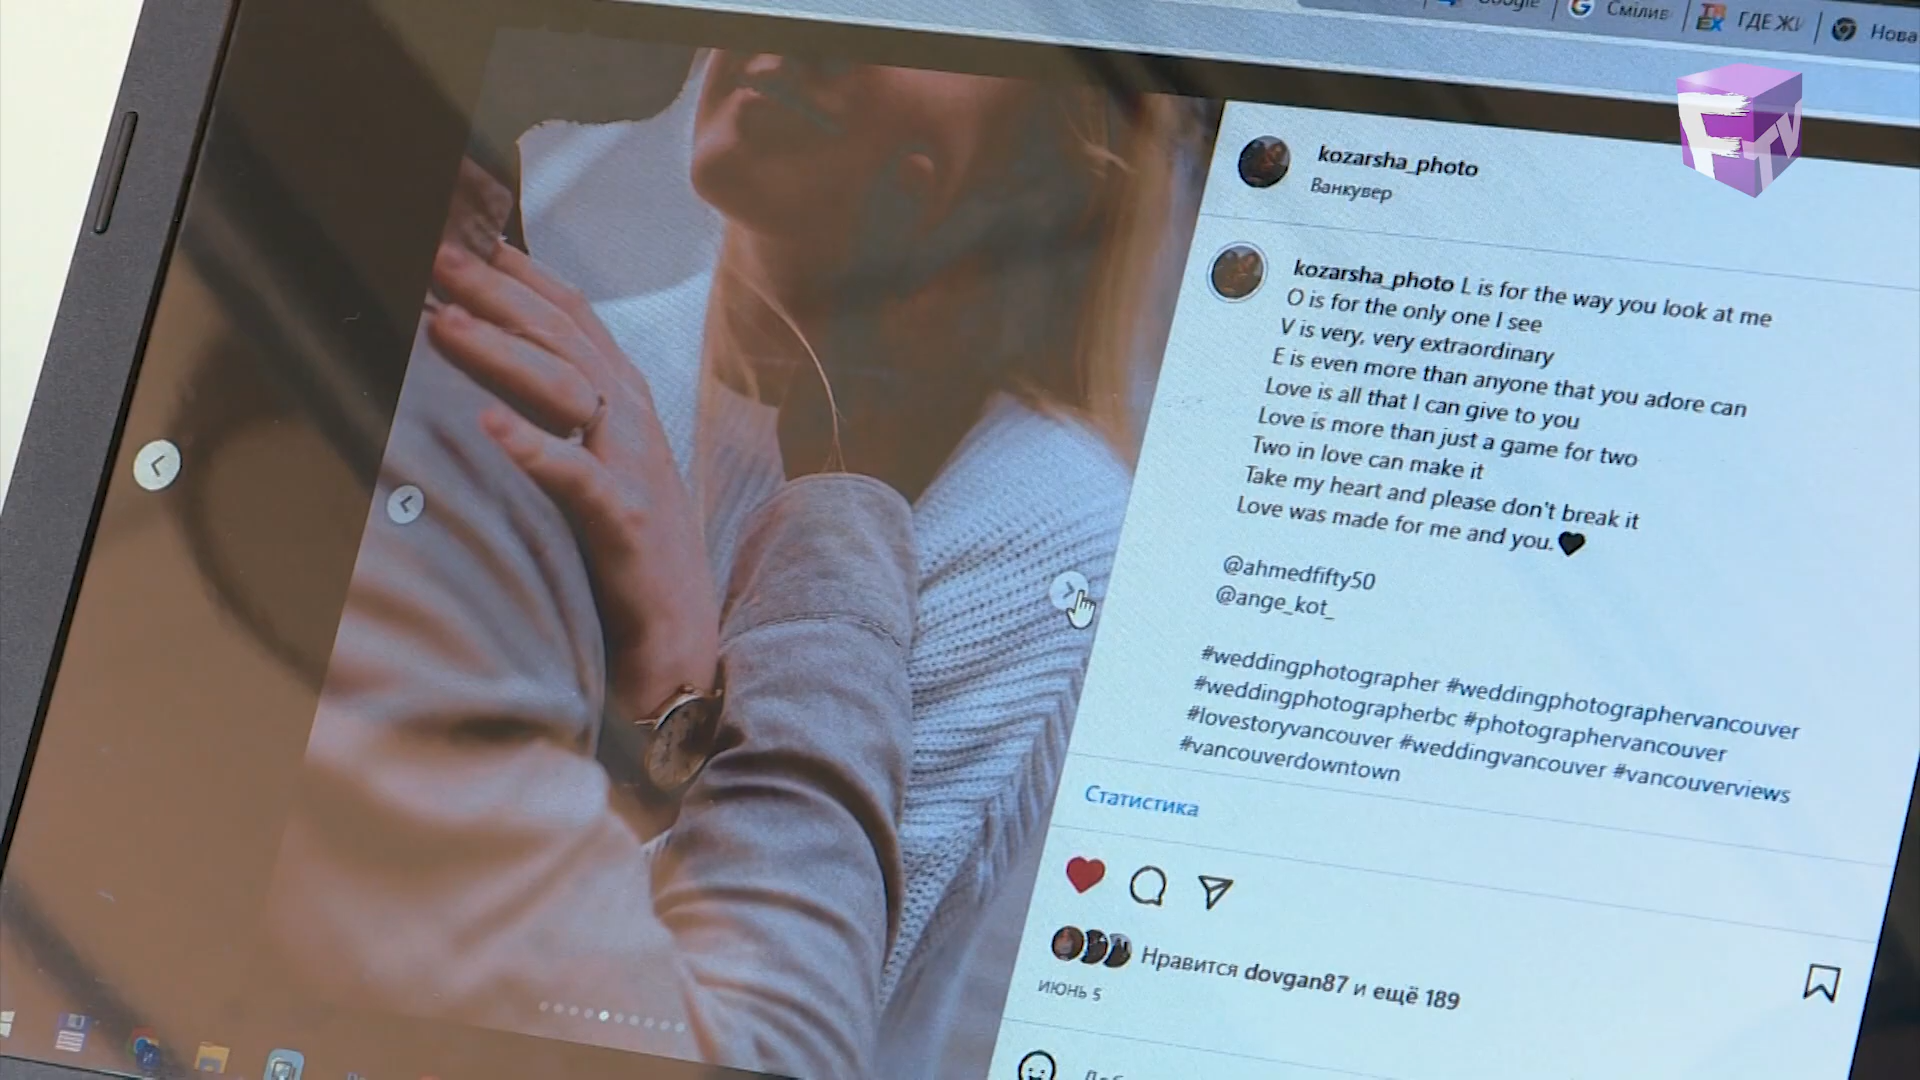 Google
Смілив
ГДЕ ЖИ
Нова
FTV
kozarsha_photo
Ванкувер
kozarsha_photo L is for the way you look at me
O is for the only one I see
V is very, very extraordinary
E is even more than anyone that you adore can
Love is all that I can give to you
Love is more than just a game for two
Two in love can make it
Take my heart and please don't break it
Love was made for me and you.🖤
@ahmedfifty50
@ange_kot_
#weddingphotographer #weddingphotographervancouver
#weddingphotographerbc #photographervancouver
#lovestoryvancouver #weddingvancouver #vancouverviews
#vancouverdowntown
Статистика
Нравится dovgan87 и ещё 189
ИЮНЬ 5